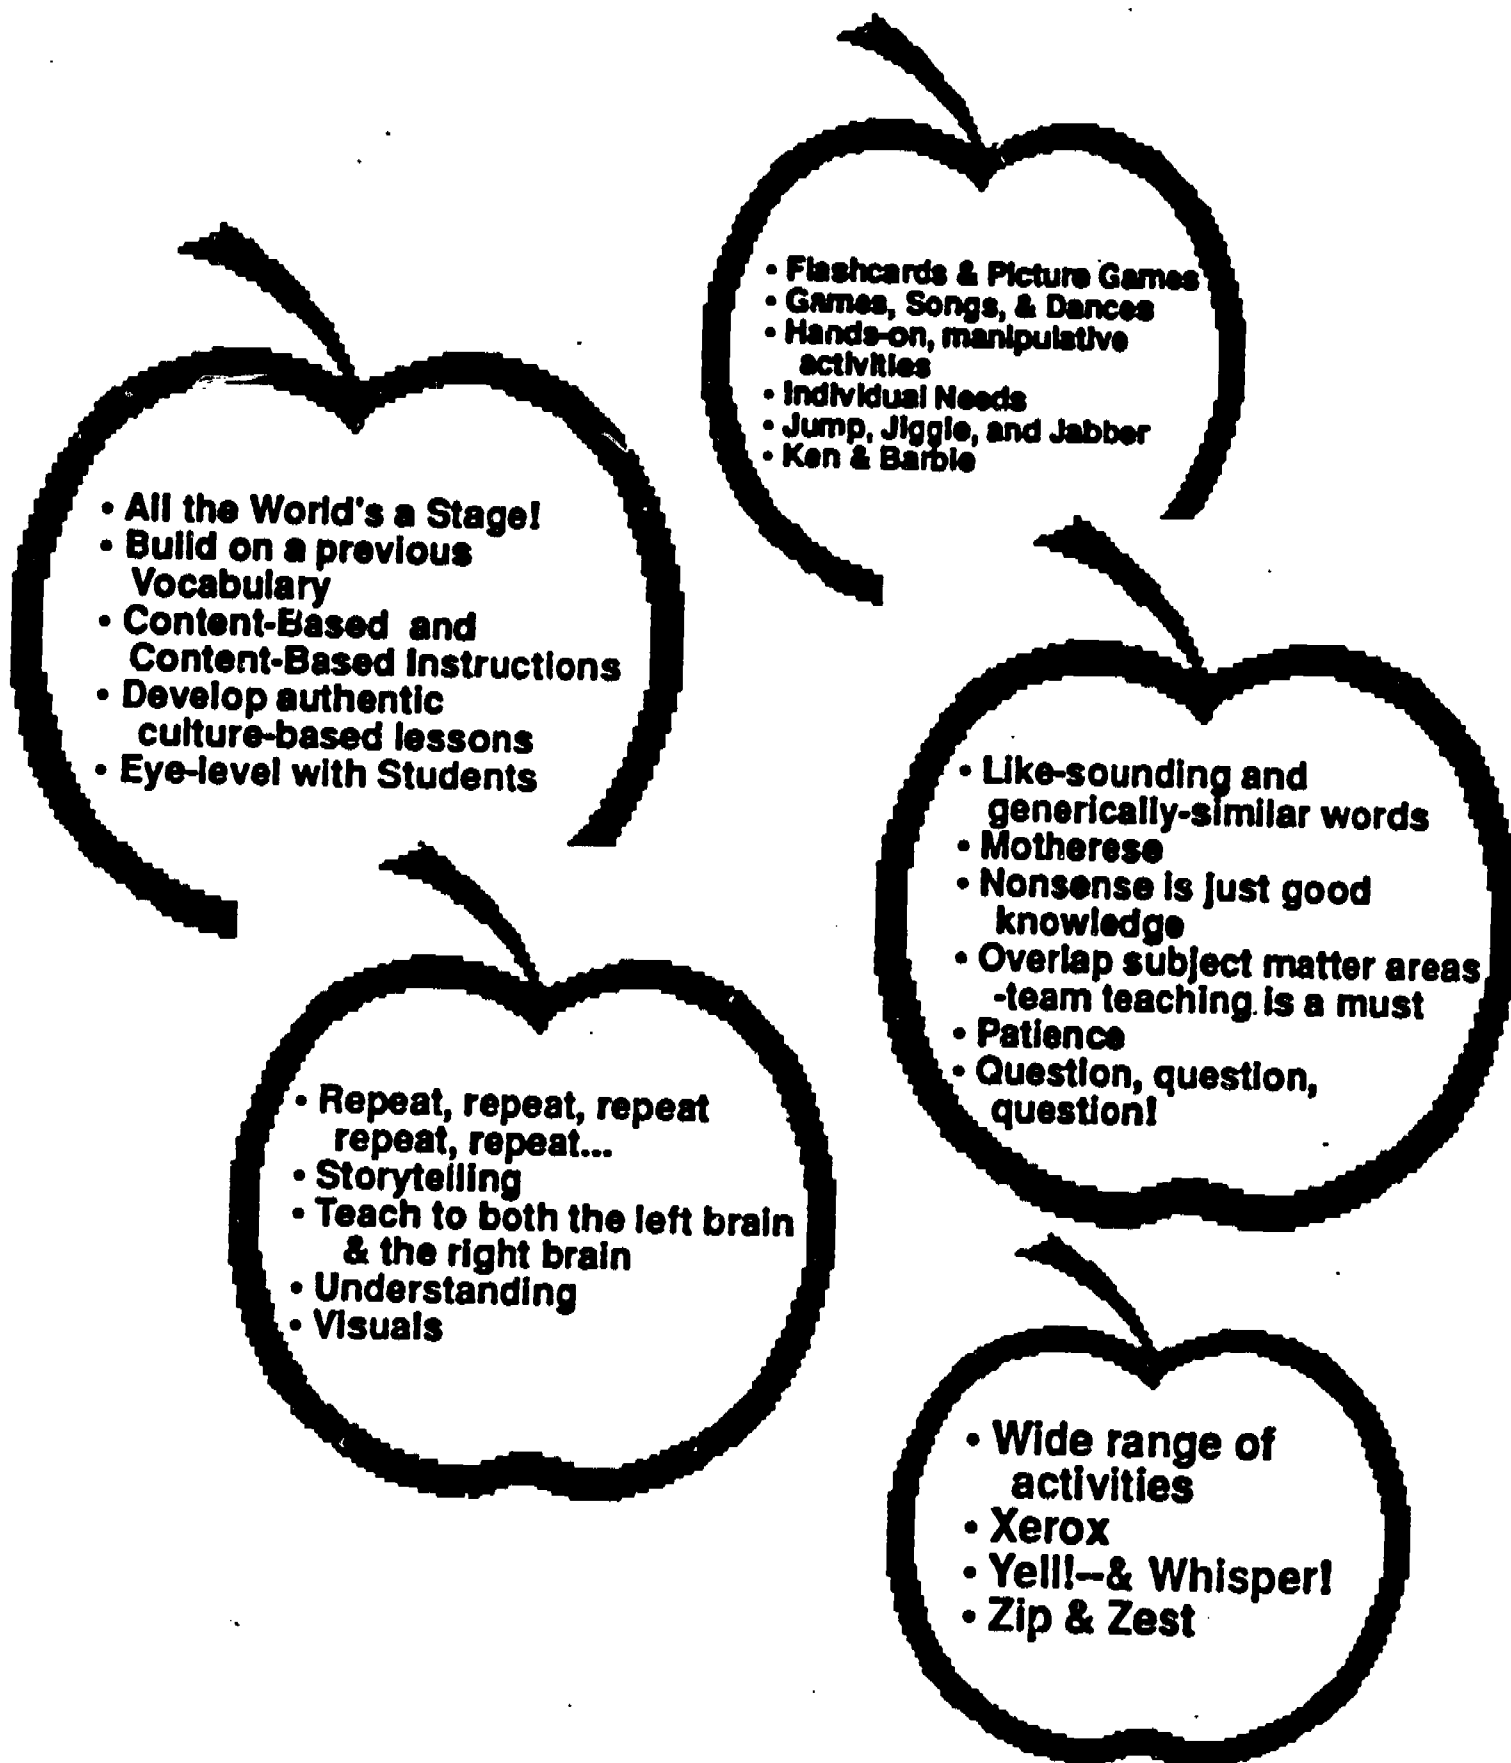 • All the World's a Stage!
• Build on a previous
Vocabulary
• Content-Based and
Content-Based Instructions
• Develop authentic
culture-based lessons
• Eye-level with Students
• Flashcards & Picture Games
• Games, Songs, & Dances
• Hands-on, manipulative
activities
• Individual Needs
• Jump, Jiggle, and Jabber
• Ken & Barbie
• Like-sounding and
generically-similar words
• Motherese
• Nonsense is just good
knowledge
• Overlap subject matter areas
-team teaching is a must
• Patience
• Question, question,
question!
• Repeat, repeat, repeat
repeat, repeat...
• Storytelling
• Teach to both the left brain
& the right brain
• Understanding
• Visuals
• Wide range of
activities
• Xerox
• Yell!--& Whisper!
• Zip & Zest